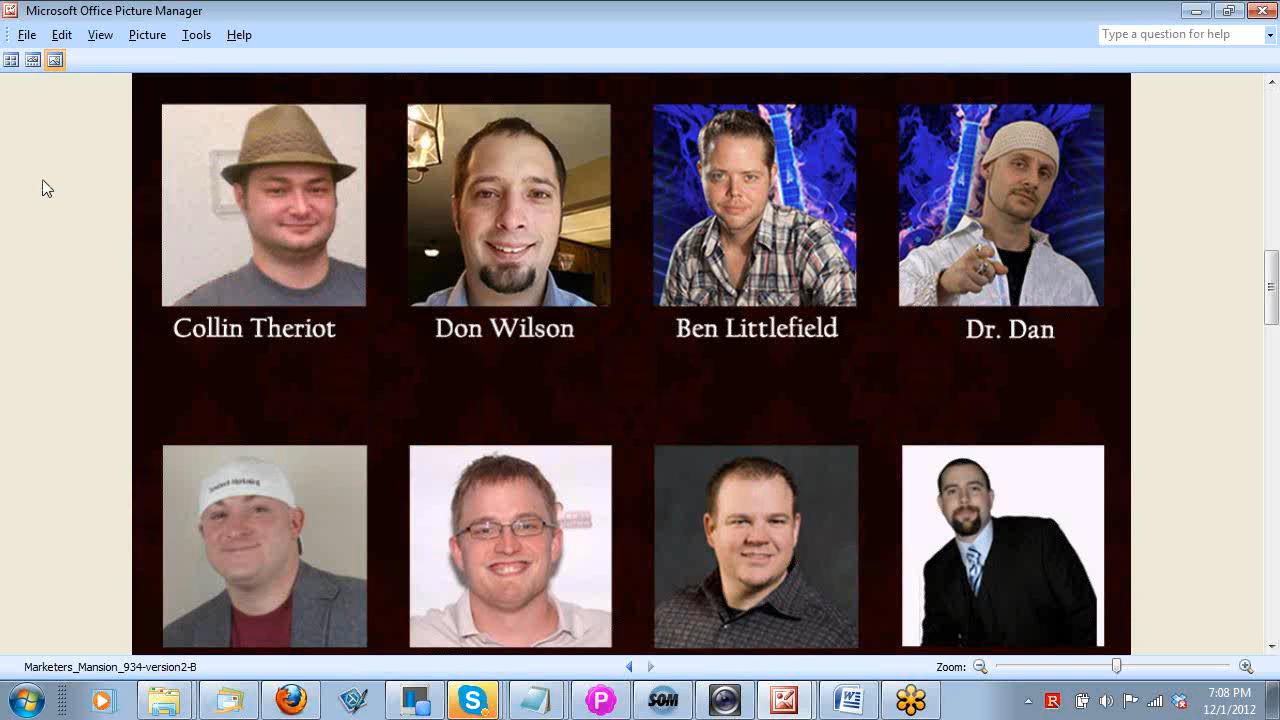 Microsoft Office Picture Manager
File Edit View Picture Tools Help
Type a question for help
Collin Theriot
Don Wilson
Ben Littlefield
Dr. Dan
Marketers_Mansion_934-version2-B
Zoom:
S
P
SOM
W
R
7:08 PM
12/1/2012